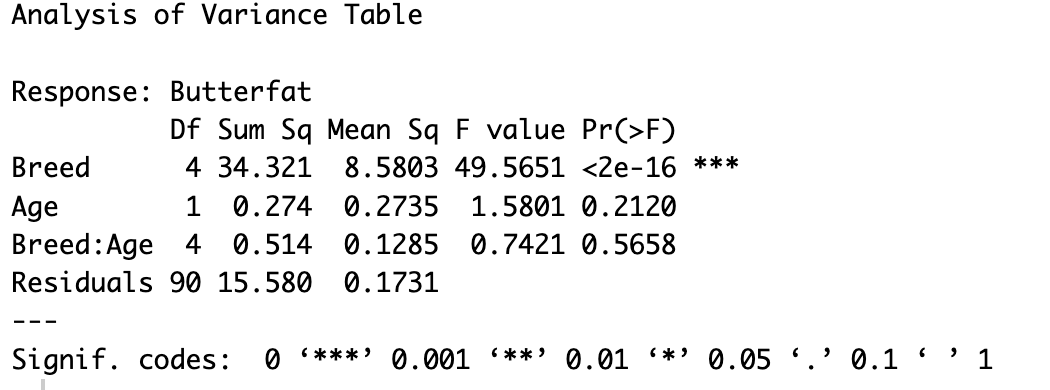 Analysis of Variance Table
Response: Butterfat
Df Sum Sq Mean Sq F value Pr(>F)
Breed 4 34.321 8.5803 49.5651 <2e-16 ***
Age 1 0.274 0.2735 1.5801 0.2120
Breed:Age 4 0.514 0.1285 0.7421 0.5658
Residuals 90 15.580 0.1731
---
Signif. codes: 0 ‘***’ 0.001 ‘**’ 0.01 ‘*’ 0.05 ‘.’ 0.1 ‘ ’ 1